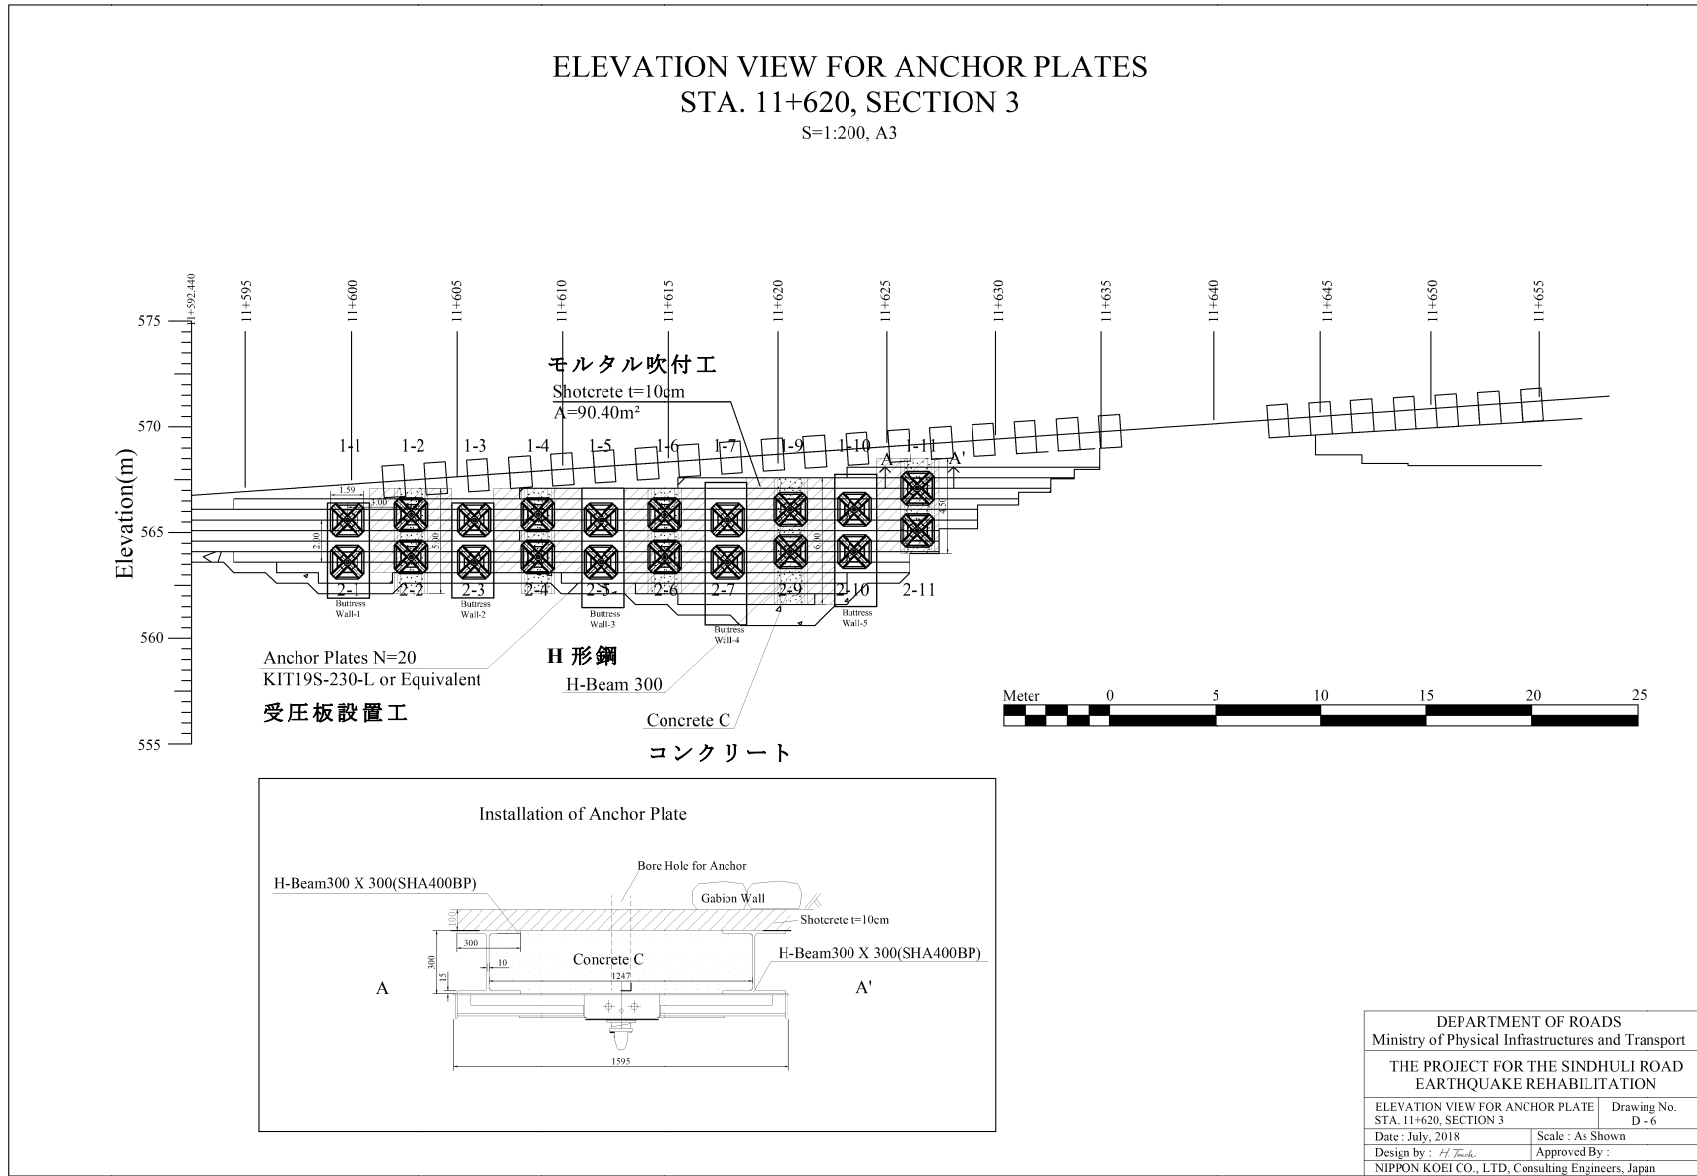 ELEVATION VIEW FOR ANCHOR PLATES
STA. 11+620, SECTION 3
S=1:200, A3
11+592.440
11+595
11+600
11+605
11+610
11+615
11+620
11+625
11+630
11+635
11+640
11+645
11+650
11+655
575
570
565
560
555
Elevation(m)
モルタル吹付工
Shotcrete t=10cm
A=90.40m²
1-1 1-2 1-3 1-4 1-5 1-6 1-7 1-9 1-10 1-11
A A'
1.59
3.00
2.00
5.00
6.00
4.50
2-1 2-2 2-3 2-4 2-5 2-6 2-7 2-9 2-10 2-11
Buttress
Wall-1
Buttress
Wall-2
Buttress
Wall-3
Buttress
Wall-4
Buttress
Wall-5
Anchor Plates N=20
KIT19S-230-L or Equivalent
受圧板設置工
H 形鋼
H-Beam 300
Concrete C
コンクリート
Meter 0 5 10 15 20 25
Installation of Anchor Plate
Bore Hole for Anchor
H-Beam300 X 300(SHA400BP)
Gabion Wall
100
Shotcrete t=10cm
300
300
10
15
Concrete C
1247
H-Beam300 X 300(SHA400BP)
A A'
1595
DEPARTMENT OF ROADS
Ministry of Physical Infrastructures and Transport
THE PROJECT FOR THE SINDHULI ROAD
EARTHQUAKE REHABILITATION
ELEVATION VIEW FOR ANCHOR PLATE
STA. 11+620, SECTION 3
Drawing No.
D - 6
Date : July, 2018
Scale : As Shown
Design by :
Approved By :
NIPPON KOEI CO., LTD, Consulting Engineers, Japan